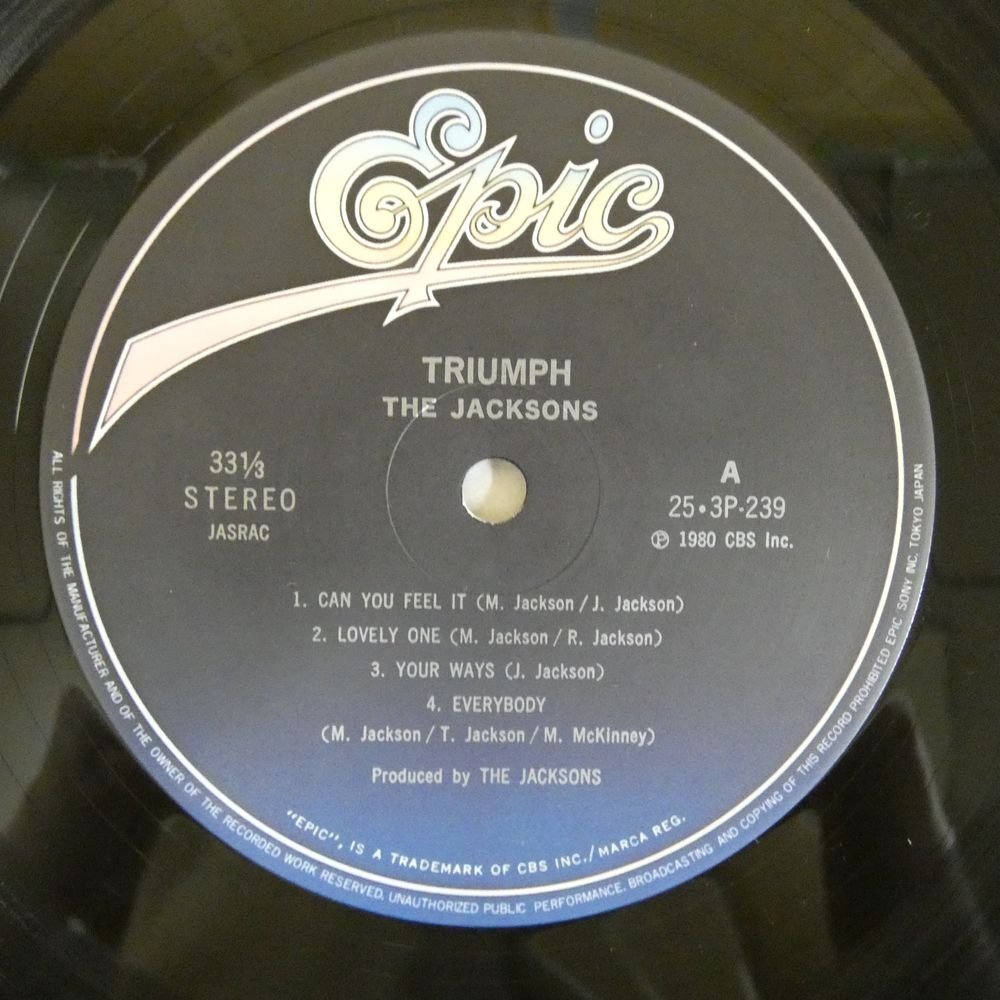 Epic
TRIUMPH
THE JACKSONS
33⅓
STEREO
JASRAC
A
25・3P-239
Ⓟ 1980 CBS Inc.
1. CAN YOU FEEL IT (M. Jackson / J. Jackson)
2. LOVELY ONE (M. Jackson / R. Jackson)
3. YOUR WAYS (J. Jackson)
4. EVERYBODY
(M. Jackson / T. Jackson / M. McKinney)
Produced by THE JACKSONS
"EPIC", IS A TRADEMARK OF CBS INC./MARCA REG.
ALL RIGHTS OF THE MANUFACTURER AND OF THE OWNER OF THE RECORDED WORK RESERVED. UNAUTHORIZED PUBLIC PERFORMANCE, BROADCASTING AND COPYING OF THIS RECORD PROHIBITED EPIC SONY INC. TOKYO JAPAN